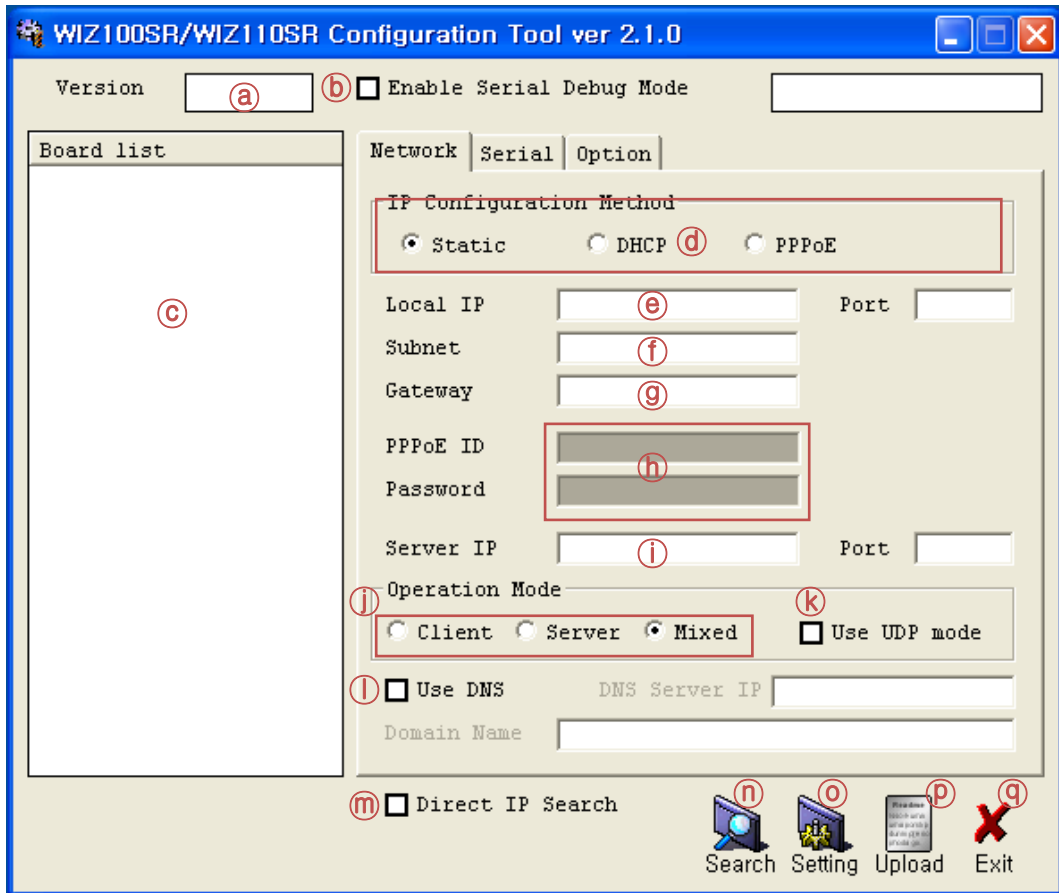 WIZ100SR/WIZ110SR Configuration Tool ver 2.1.0
Version ⓐ ⓑ Enable Serial Debug Mode
Board list
ⓒ
Network Serial Option
IP Configuration Method
Static DHCP ⓓ PPPoE
Local IP ⓔ Port
Subnet ⓕ
Gateway ⓖ
PPPoE ID
ⓗ
Password
Server IP ⓘ Port
Operation Mode
ⓙ ⓚ
Client Server Mixed Use UDP mode
ⓛ Use DNS DNS Server IP
Domain Name
ⓜ Direct IP Search
ⓝ ⓞ ⓟ ⓠ
Readme
Search Setting Upload Exit